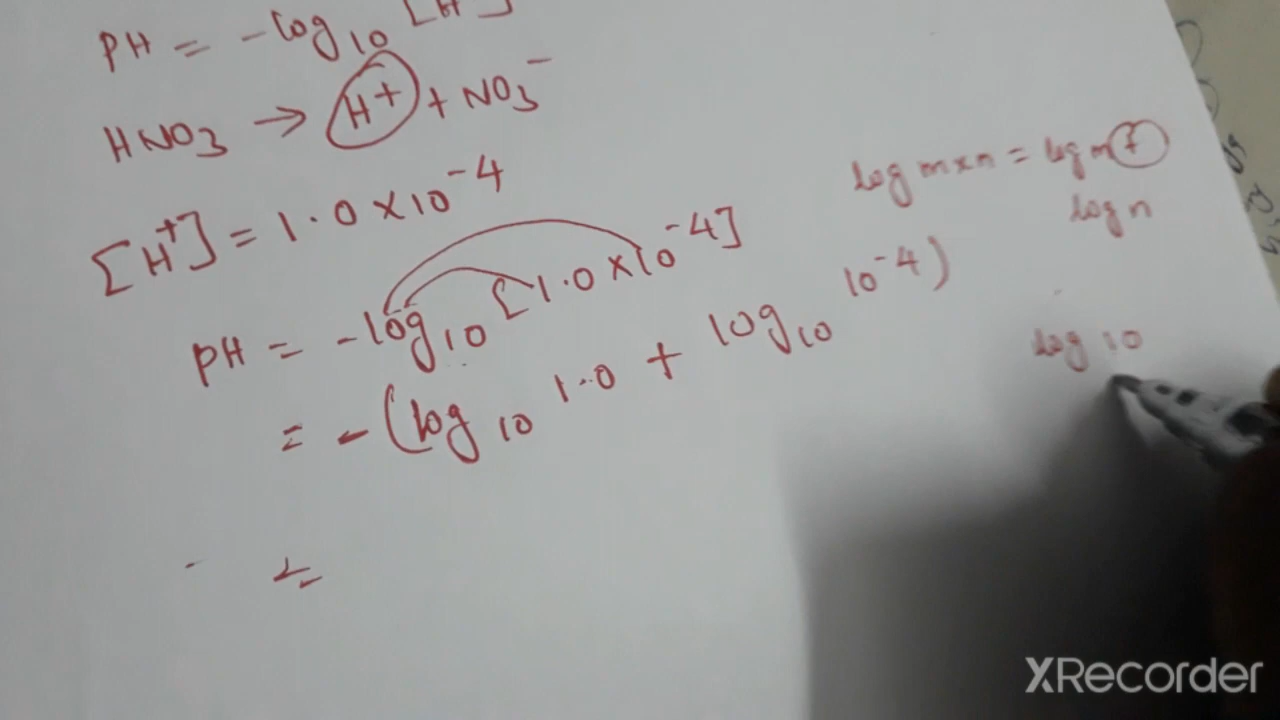 PH = -log10 [H
HNO3 → H+ + NO3-
[H+] = 1.0 × 10-4
log m×n = log m +
log n
PH = -log10 [1.0 × 10-4]
= -(log10 1.0 + log10 10-4)
log 10
=
XRecorder